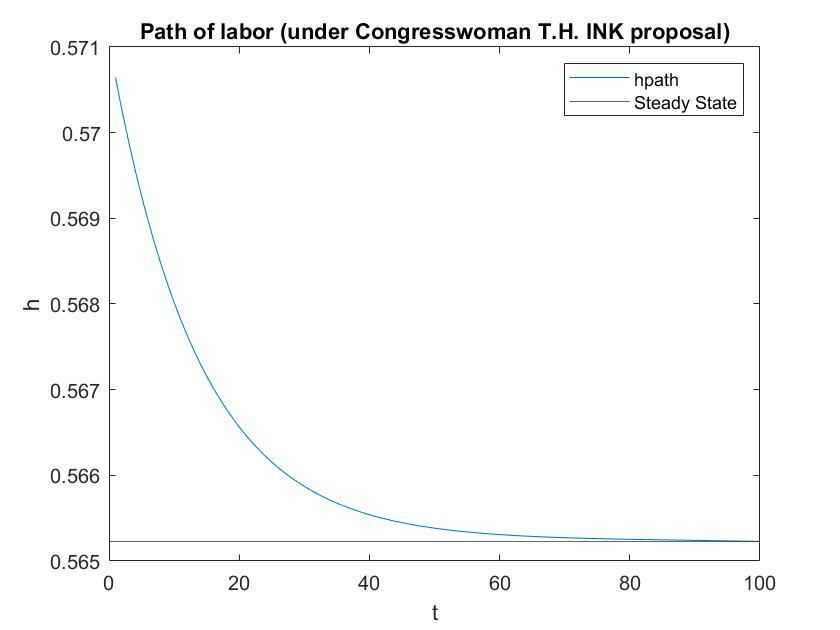 Path of labor (under Congresswoman T.H. INK proposal)
hpath
Steady State
0.571
0.57
0.569
0.568
0.567
0.566
0.565
h
0
20
40
60
80
100
t